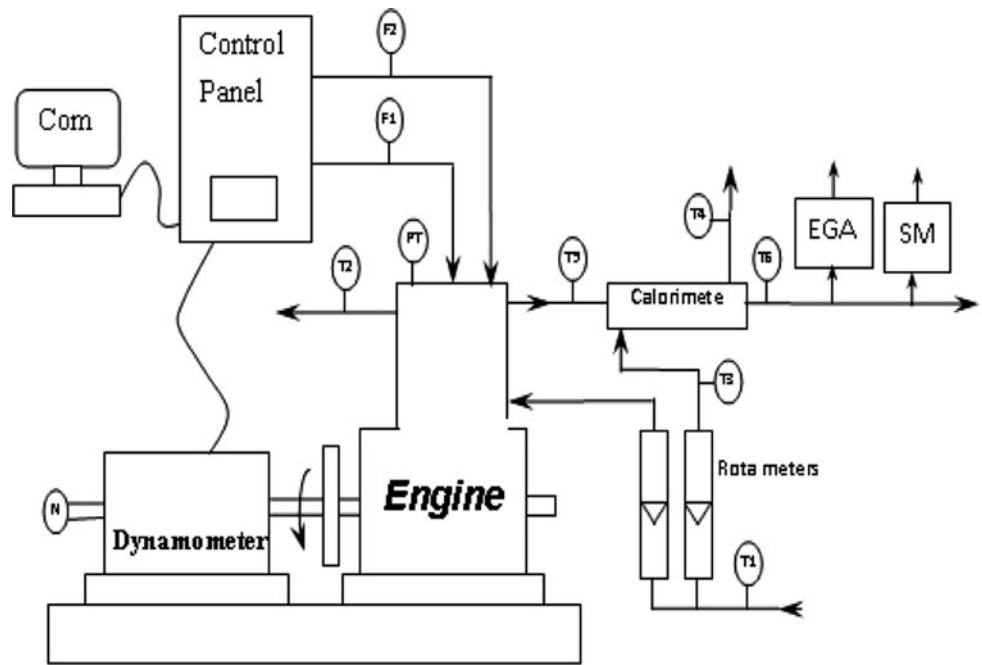 F2
Control
Panel
Com
F1
T4
EGA
SM
PT
T2
T5
T6
Calorimete
T3
Rota meters
Engine
N
Dynamometer
T1